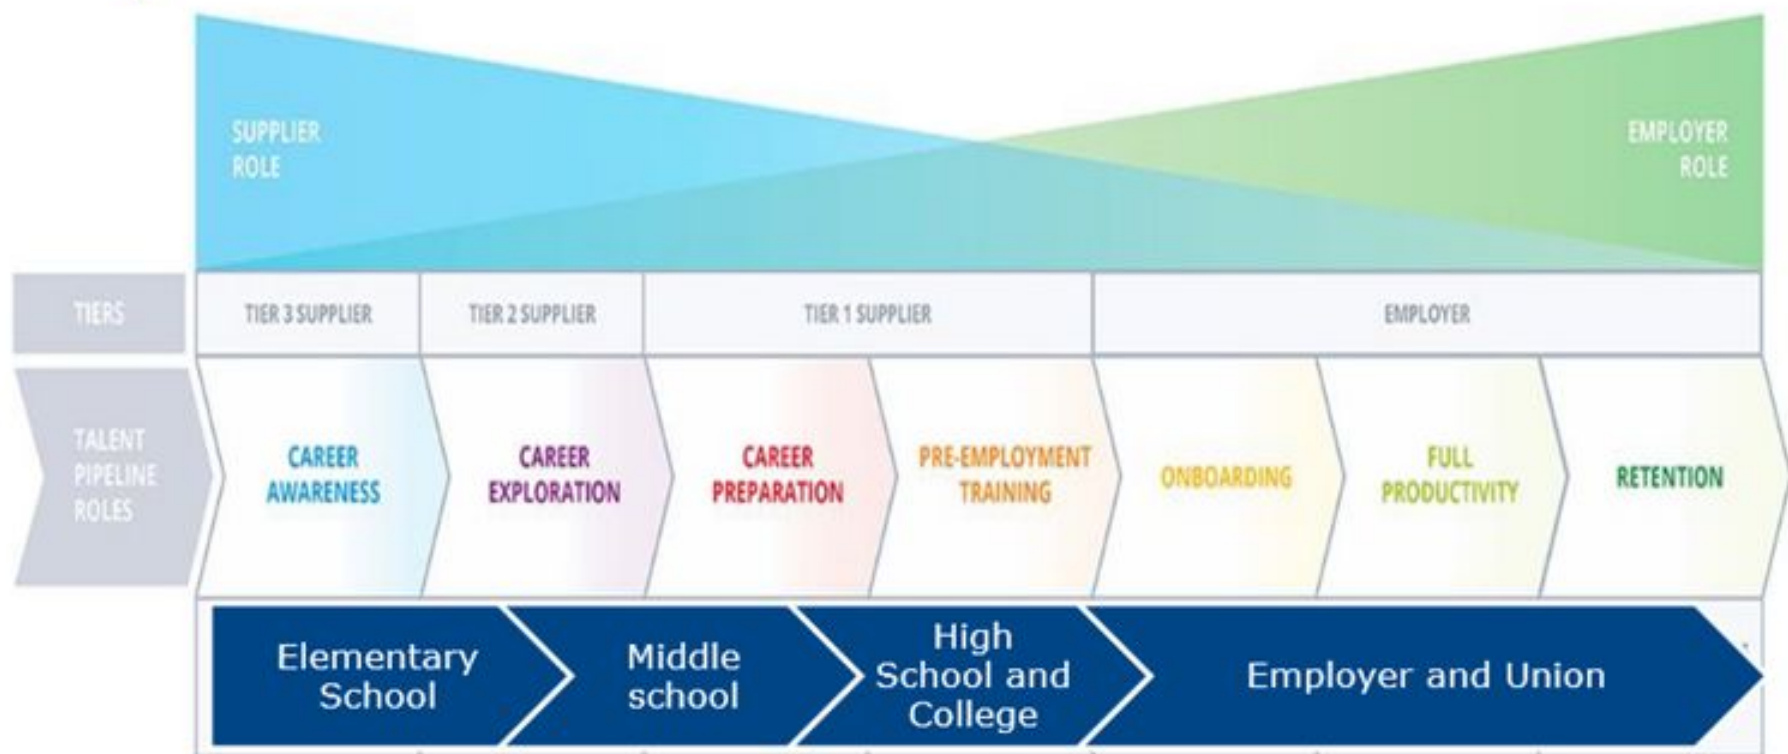 SUPPLIER
ROLE
EMPLOYER
ROLE
TIERS
TIER 3 SUPPLIER
TIER 2 SUPPLIER
TIER 1 SUPPLIER
EMPLOYER
TALENT
PIPELINE
ROLES
CAREER
AWARENESS
CAREER
EXPLORATION
CAREER
PREPARATION
PRE-EMPLOYMENT
TRAINING
ONBOARDING
FULL
PRODUCTIVITY
RETENTION
Elementary
School
Middle
school
High
School and
College
Employer and Union